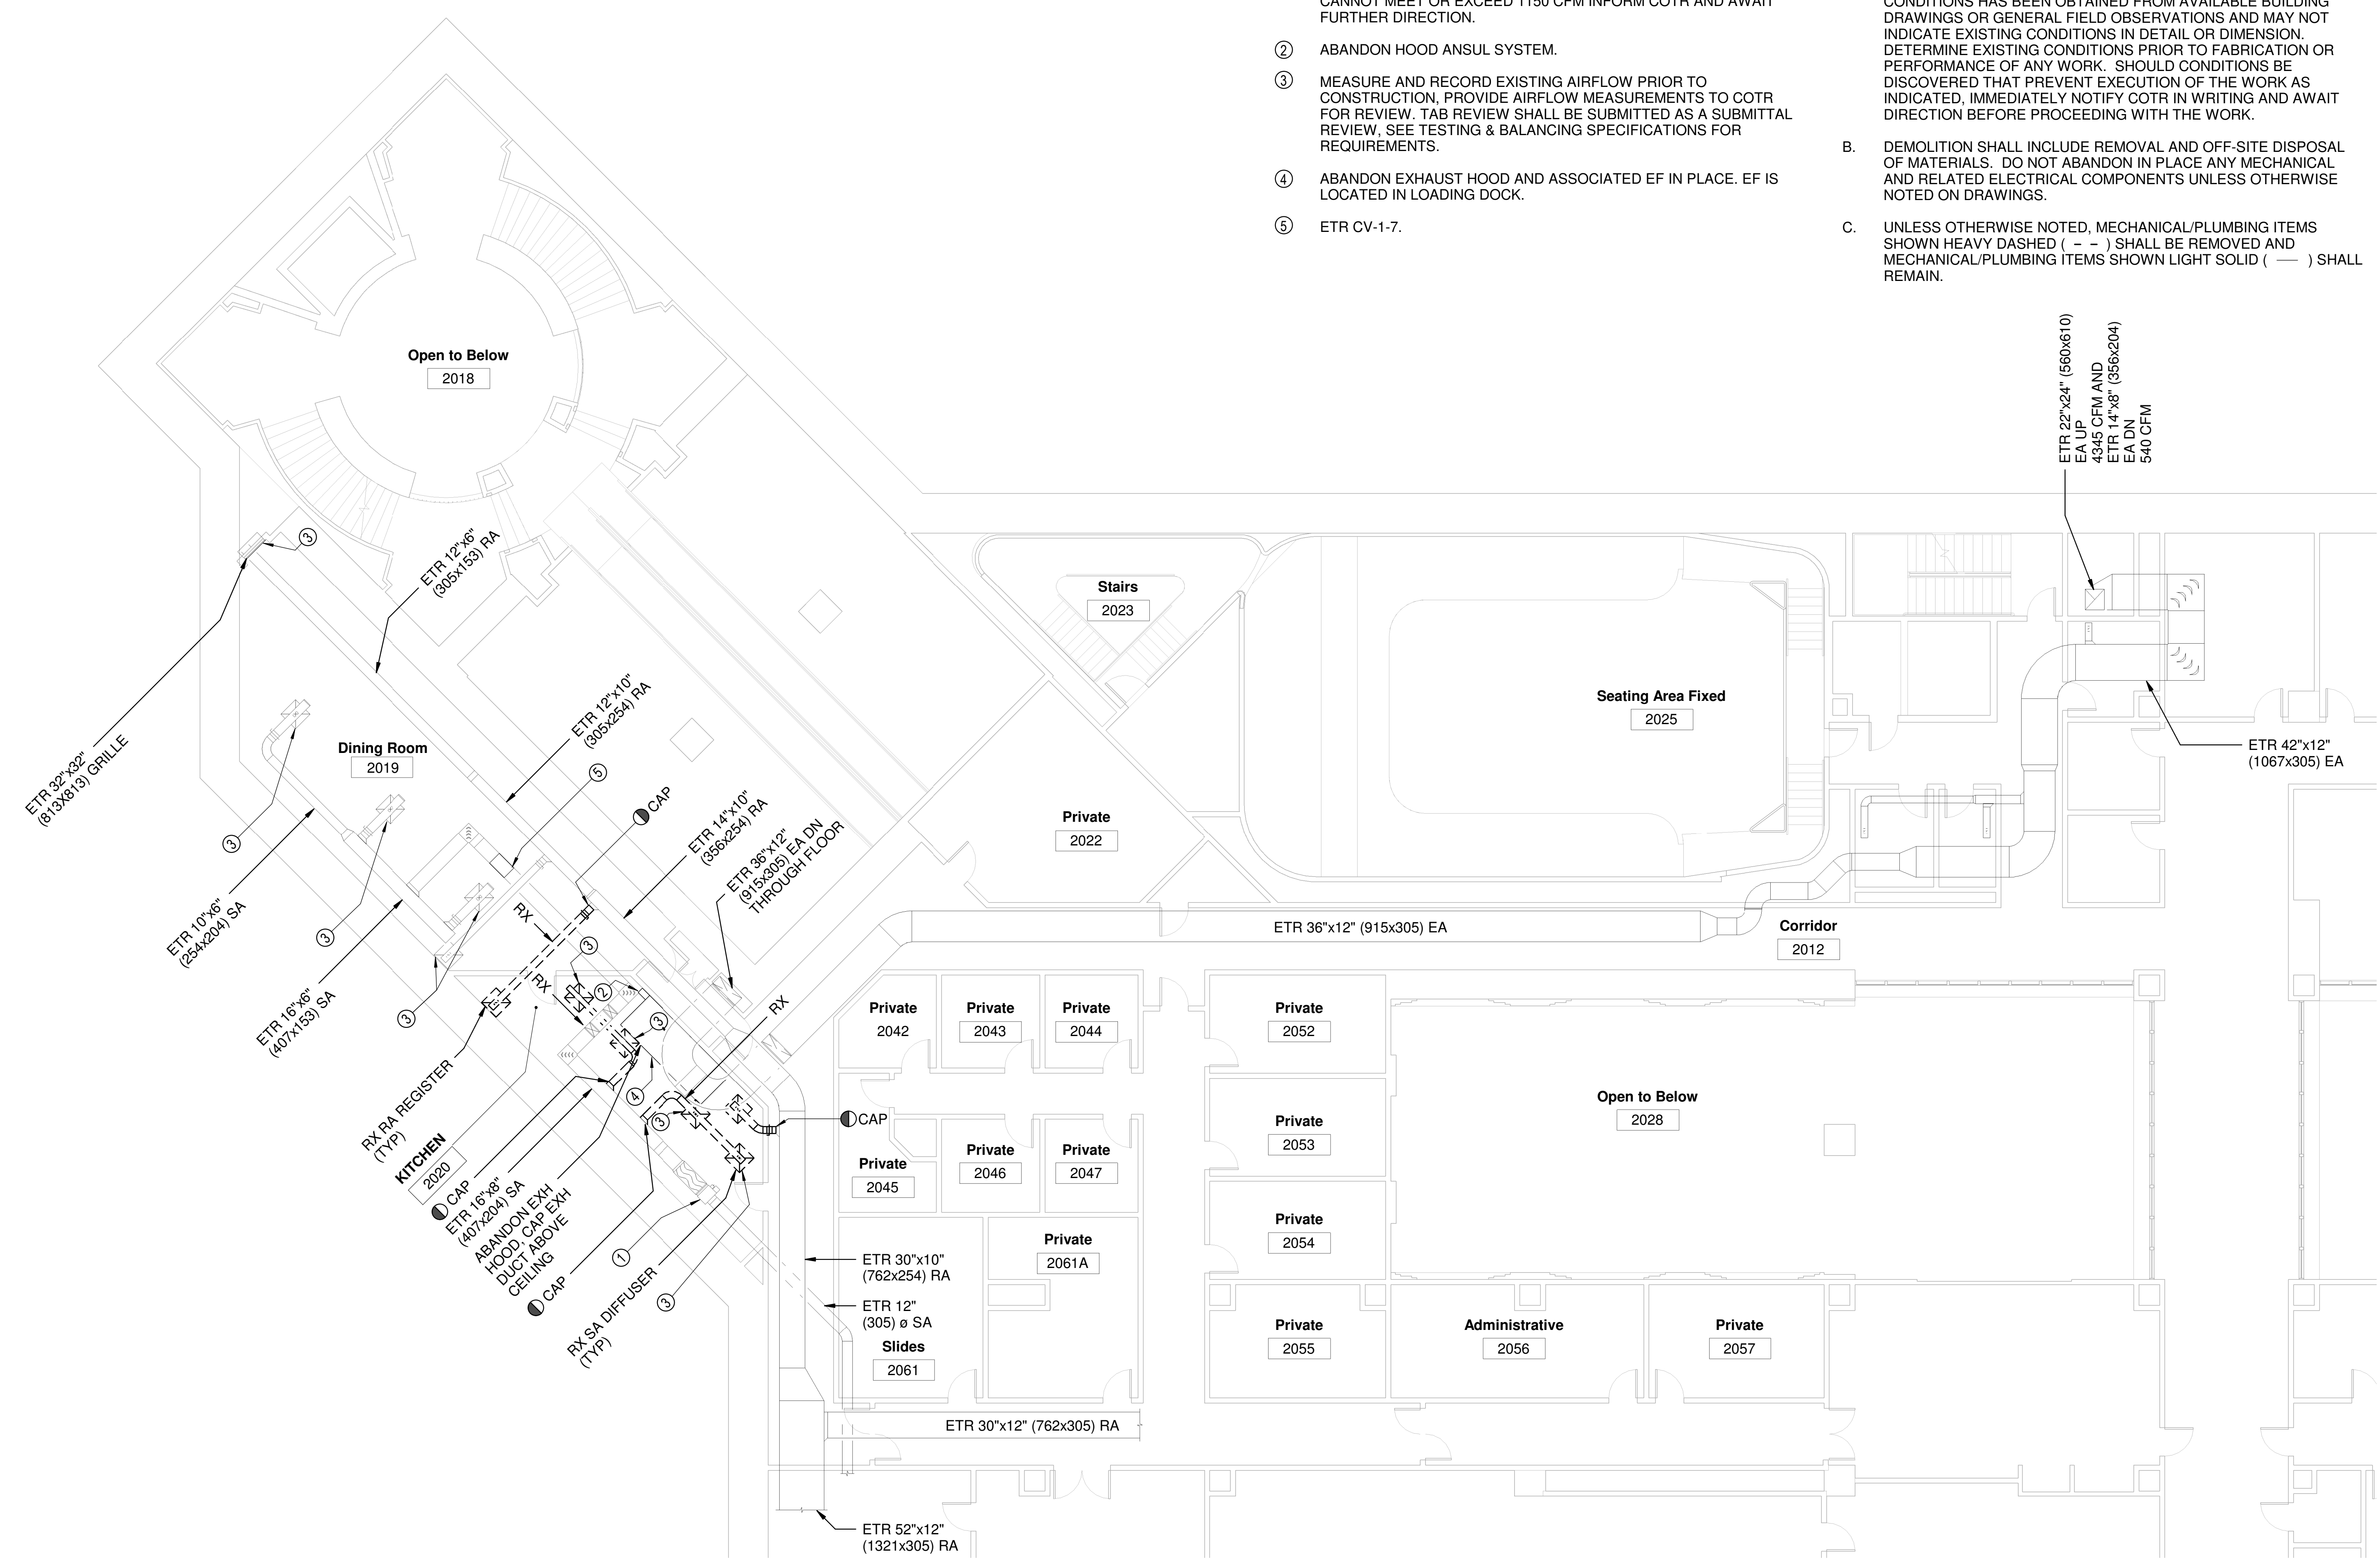 CANNOT MEET OR EXCEED 1150 CFM INFORM COTR AND AWAIT
FURTHER DIRECTION.
2 ABANDON HOOD ANSUL SYSTEM.
3 MEASURE AND RECORD EXISTING AIRFLOW PRIOR TO
CONSTRUCTION, PROVIDE AIRFLOW MEASUREMENTS TO COTR
FOR REVIEW. TAB REVIEW SHALL BE SUBMITTED AS A SUBMITTAL
REVIEW, SEE TESTING & BALANCING SPECIFICATIONS FOR
REQUIREMENTS.
4 ABANDON EXHAUST HOOD AND ASSOCIATED EF IN PLACE. EF IS
LOCATED IN LOADING DOCK.
5 ETR CV-1-7.
CONDITIONS HAS BEEN OBTAINED FROM AVAILABLE BUILDING
DRAWINGS OR GENERAL FIELD OBSERVATIONS AND MAY NOT
INDICATE EXISTING CONDITIONS IN DETAIL OR DIMENSION.
DETERMINE EXISTING CONDITIONS PRIOR TO FABRICATION OR
PERFORMANCE OF ANY WORK. SHOULD CONDITIONS BE
DISCOVERED THAT PREVENT EXECUTION OF THE WORK AS
INDICATED, IMMEDIATELY NOTIFY COTR IN WRITING AND AWAIT
DIRECTION BEFORE PROCEEDING WITH THE WORK.
B. DEMOLITION SHALL INCLUDE REMOVAL AND OFF-SITE DISPOSAL
OF MATERIALS. DO NOT ABANDON IN PLACE ANY MECHANICAL
AND RELATED ELECTRICAL COMPONENTS UNLESS OTHERWISE
NOTED ON DRAWINGS.
C. UNLESS OTHERWISE NOTED, MECHANICAL/PLUMBING ITEMS
SHOWN HEAVY DASHED ( – – ) SHALL BE REMOVED AND
MECHANICAL/PLUMBING ITEMS SHOWN LIGHT SOLID ( — ) SHALL
REMAIN.
ETR 22"x24" (560x610)
EA UP
4345 CFM AND
ETR 14"x8" (356x204)
EA DN
540 CFM
Open to Below
2018
3
ETR 12"x6"
(305x153) RA
Stairs
2023
Seating Area Fixed
2025
ETR 42"x12"
(1067x305) EA
ETR 12"x10"
(305x254) RA
Dining Room
2019
ETR 32"x32"
(813X813) GRILLE
5
CAP
ETR 14"x10"
(356x254) RA
Private
2022
ETR 36"x12"
(915x305) EA DN
THROUGH FLOOR
3
ETR 10"x6"
(254x204) SA
3
RX
ETR 36"x12" (915x305) EA
Corridor
2012
3
RX
2
ETR 16"x6"
(407x153) SA
3
RX
3
Private
2042
Private
2043
Private
2044
Private
2052
RX RA REGISTER
(TYP)
4
3
CAP
Open to Below
2028
Private
2053
KITCHEN
2020
CAP
ETR 16"x8"
(407x204) SA
ABANDON EXH
HOOD, CAP EXH
DUCT ABOVE
CEILING
Private
2045
Private
2046
Private
2047
Private
2054
1
CAP
3
RX SA DIFFUSER
(TYP)
ETR 30"x10"
(762x254) RA
ETR 12"
(305) ø SA
Private
2061A
Slides
2061
Private
2055
Administrative
2056
Private
2057
ETR 30"x12" (762x305) RA
ETR 52"x12"
(1321x305) RA